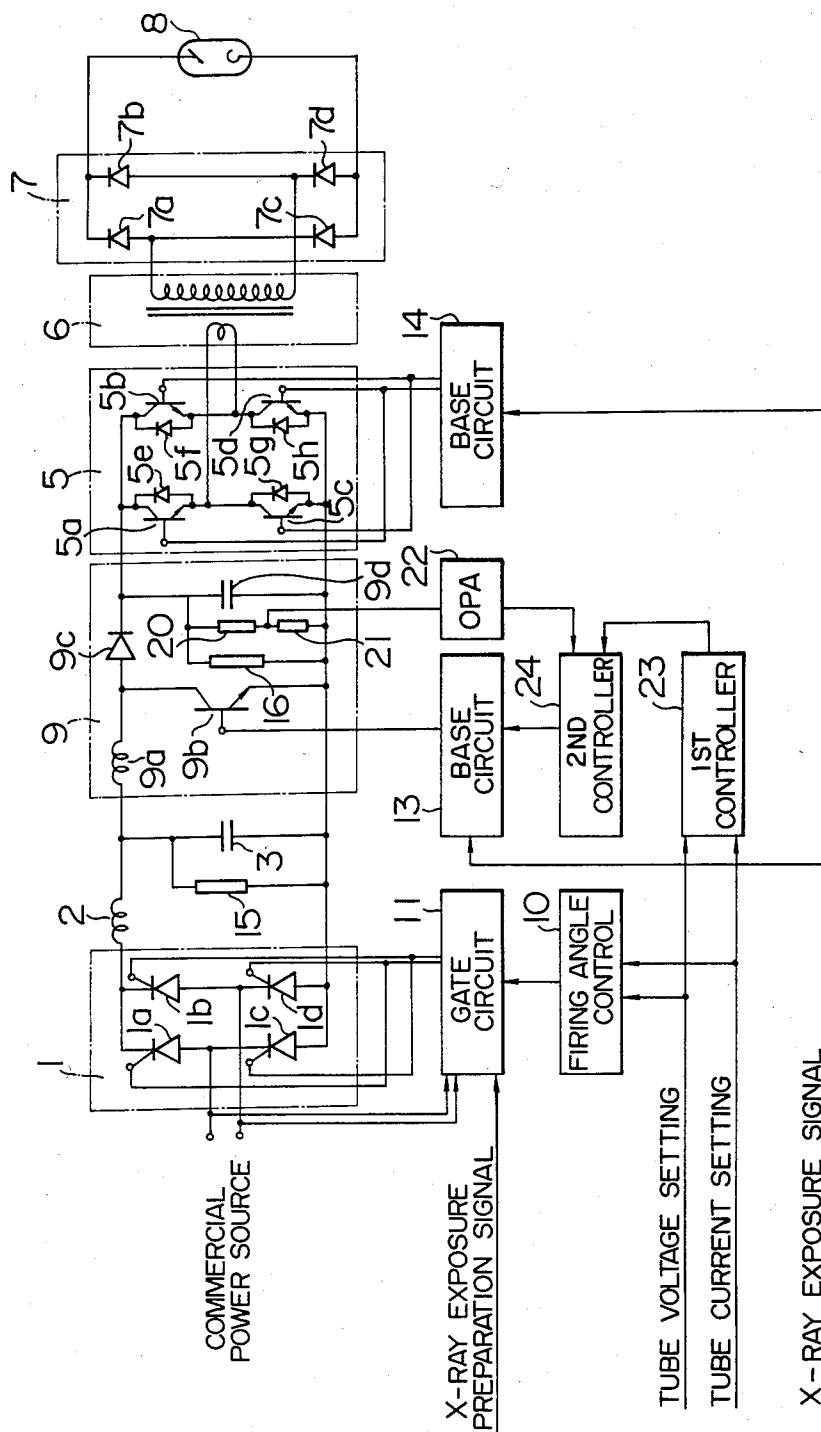 1
1a
1b
1c
1d
2
15
3
9
9a
9b
9c
16
20
21
9d
5
5a
5b
5e
5f
5d
5g
5h
5c
6
7
7a
7b
7c
7d
8
COMMERCIAL
POWER SOURCE
11
GATE
CIRCUIT
13
BASE
CIRCUIT
22
OPA
14
BASE
CIRCUIT
10
FIRING ANGLE
CONTROL
24
2ND
CONTROLLER
23
1ST
CONTROLLER
X-RAY EXPOSURE
PREPARATION SIGNAL
TUBE VOLTAGE SETTING
TUBE CURRENT SETTING
X-RAY EXPOSURE SIGNAL